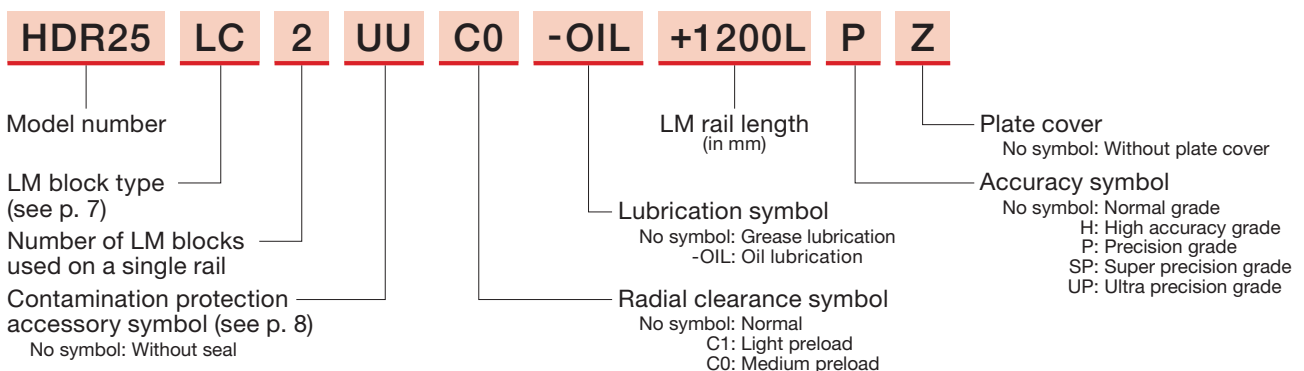 HDR25 LC 2 UU C0 -OIL +1200L P Z
Model number
LM block type
(see p. 7)
Number of LM blocks
used on a single rail
Contamination protection
accessory symbol (see p. 8)
No symbol: Without seal
LM rail length
(in mm)
Lubrication symbol
No symbol: Grease lubrication
-OIL: Oil lubrication
Radial clearance symbol
No symbol: Normal
C1: Light preload
C0: Medium preload
Plate cover
No symbol: Without plate cover
Accuracy symbol
No symbol: Normal grade
H: High accuracy grade
P: Precision grade
SP: Super precision grade
UP: Ultra precision grade